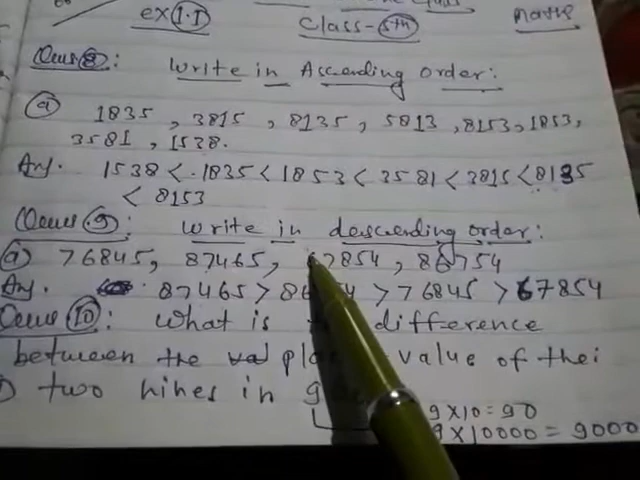 ex 1.1 Class-5th Maths
Ques 8: Write in Ascending order:
a 1835, 3815, 8135, 5813, 8153, 1853,
3581, 1538.
Ans. 1538 < 1835 < 1853 < 3581 < 3815 < 8135
< 8153
Ques 9: Write in descending order:
a 76845, 87465, 67854, 86754
Ans. 87465 > > 76845 > 67854
Ques 10: What is difference
between the value of thei
two nines in
9 x 10 = 90
9 x 10000 = 9000